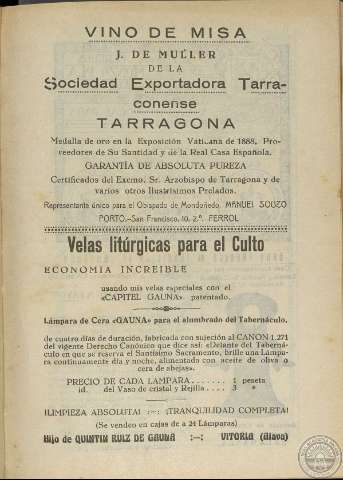 VINO DE MISA
J. DE MULLER
DE LA
Sociedad Exportadora Tarra-
conense
TARRAGONA
Medalla de oro en la Exposición Vaticana de 1888, Pro-
veedores de Su Santidad y de la Real Casa Española.
GARANTÍA DE ABSOLUTA PUREZA
Certificados del Excmo. Sr. Arzobispo de Tarragona y de
varios otros Ilustrísimos Prelados.
Representante único para el Obispado de Mondoñedo, MANUEL SOUZO
PORTO.—San Francisco, 10, 2.º FERROL
Velas litúrgicas para el Culto
ECONOMIA INCREIBLE
usando mis velas especiales con el
«CAPITEL GAUNA» patentado.
Lámpara de Cera «GAUNA» para el alumbrado del Tabernáculo,
de cuatro días de duración, fabricada con sujeción al CANON 1.271
del vigente Derecho Canónico que dice así: «Delante del Taberná-
culo en que se reserva el Santísimo Sacramento, brille una Lámpa-
ra continuamente día y noche, alimentado con aceite de oliva o
cera de abejas».
PRECIO DE CADA LAMPARA....... 1 peseta
id. del Vaso de cristal y Rejilla.... 3 »
¡LIMPIEZA ABSOLUTA! :—: ¡TRANQUILIDAD COMPLETA!
(Se venden en cajas de a 24 Lámparas)
Hijo de QUINTIN RUIZ DE GAUNA :—: VITORIA (Alava)